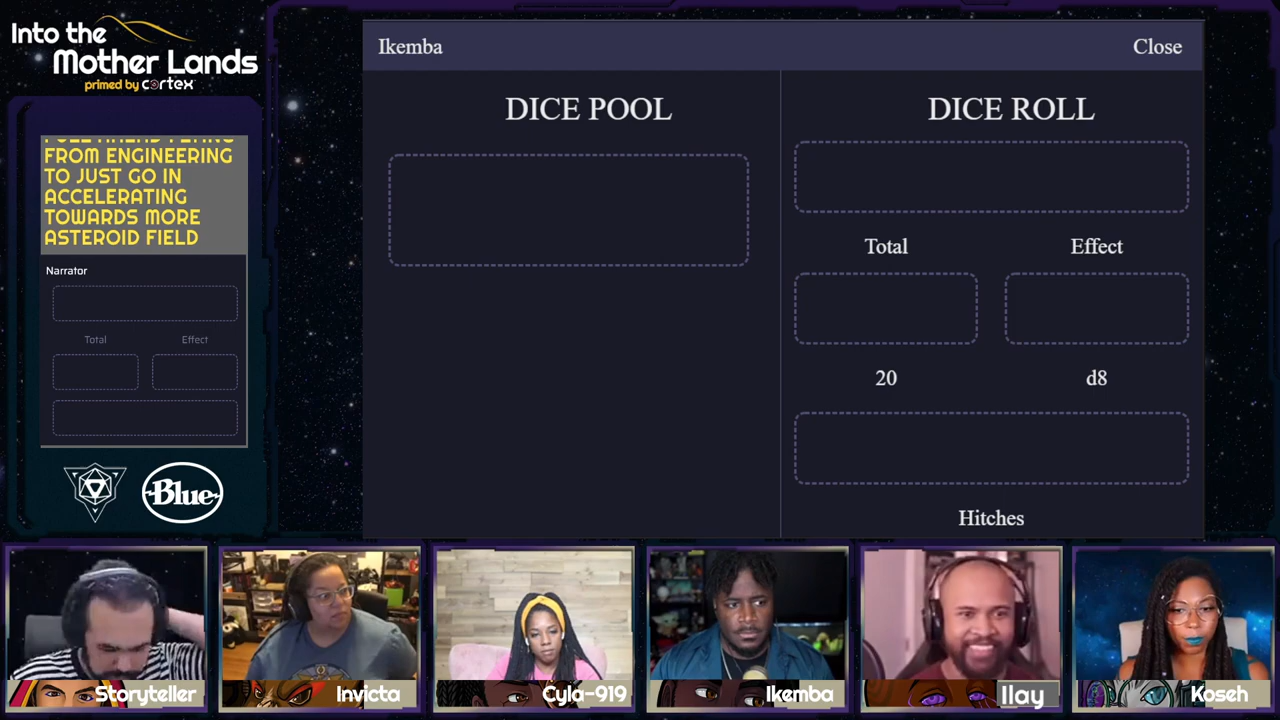 Into the
Mother Lands
primed by cortex
FROM ENGINEERING
TO JUST GO IN
ACCELERATING
TOWARDS MORE
ASTEROID FIELD
Narrator
Total
Effect
Blue
Ikemba
Close
DICE POOL
DICE ROLL
Total
Effect
20
d8
Hitches
Storyteller
Invicta
Cyla-919
Ikemba
Ilay
Koseh